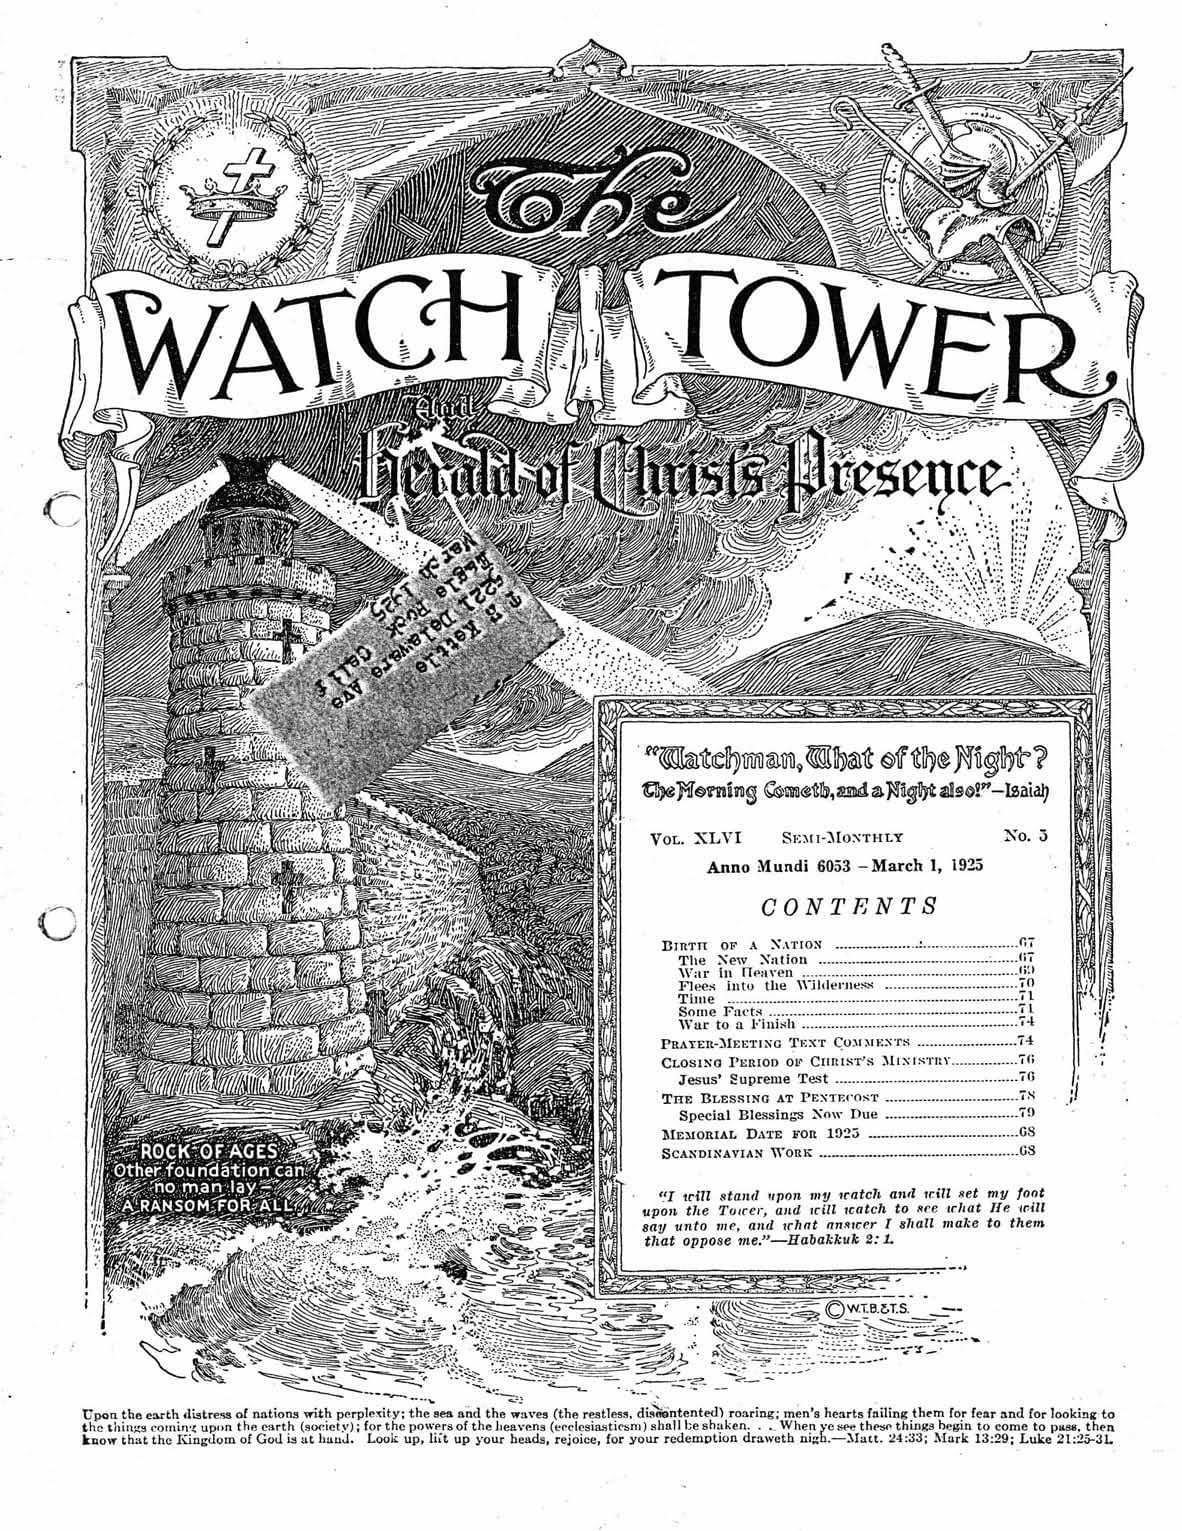 The
WATCH TOWER
And
Herald of Christ's Presence
T H Kettle
5221 Delaware Ave
Eagle Rock Calif
March 1925
"Watchman, What of the Night?
The Morning Cometh, and a Night also!"—Isaiah
VOL. XLVI SEMI-MONTHLY No. 5
Anno Mundi 6053 – March 1, 1925
CONTENTS
BIRTH OF A NATION ........ 67
The New Nation ........ 67
War in Heaven ........ 69
Flees into the Wilderness ........ 70
Time ........ 71
Some Facts ........ 71
War to a Finish ........ 74
PRAYER-MEETING TEXT COMMENTS ........ 74
CLOSING PERIOD OF CHRIST'S MINISTRY ........ 76
Jesus' Supreme Test ........ 76
THE BLESSING AT PENTECOST ........ 78
Special Blessings Now Due ........ 79
MEMORIAL DATE FOR 1925 ........ 68
SCANDINAVIAN WORK ........ 68
"I will stand upon my watch and will set my foot
upon the Tower, and will watch to see what He will
say unto me, and what answer I shall make to them
that oppose me."—Habakkuk 2:1.
ROCK OF AGES
Other foundation can
no man lay
A RANSOM FOR ALL
© W.T.B.&T.S.
Upon the earth distress of nations with perplexity; the sea and the waves (the restless, discontented) roaring; men's hearts failing them for fear and for looking to
the things coming upon the earth (society); for the powers of the heavens (ecclesiasticsm) shall be shaken. . . When ye see these things begin to come to pass, then
know that the Kingdom of God is at hand. Look up, lift up your heads, rejoice, for your redemption draweth nigh.—Matt. 24:33; Mark 13:29; Luke 21:25-31.